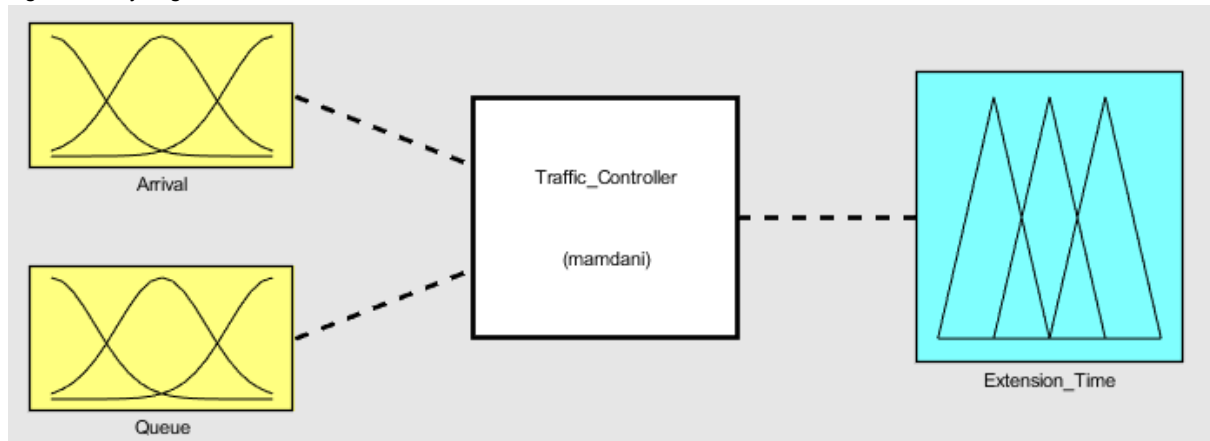 Arrival
Traffic_Controller
(mamdani)
Extension_Time
Queue